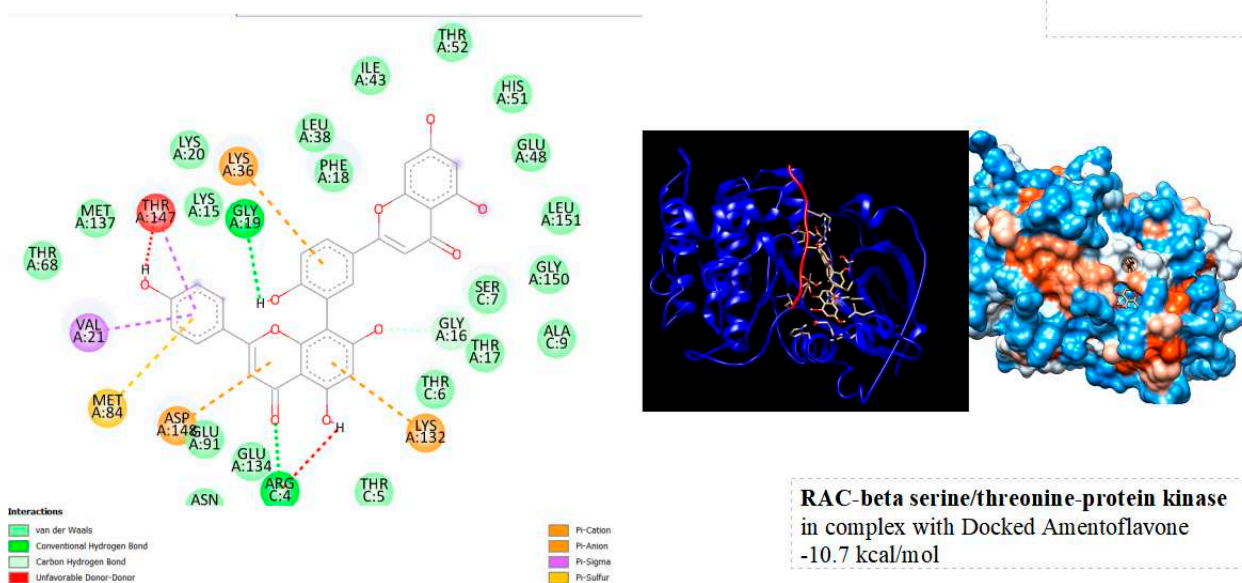 THR
A:52
ILE
A:43
HIS
A:51
LEU
A:38
LYS
A:20
LYS
A:36
PHE
A:18
GLU
A:48
MET
A:137
THR
A:147
LYS
A:15
GLY
A:19
LEU
A:151
THR
A:68
H
O
O
O
O
O
H
O
O
SER
C:7
GLY
A:150
VAL
A:21
O
GLY
A:16
THR
A:17
ALA
C:9
THR
C:6
MET
A:84
ASP
A:148
GLU
A:91
O
O
H
LYS
A:132
GLU
A:134
ARG
C:4
THR
C:5
ASN
Interactions
van der Waals
Conventional Hydrogen Bond
Carbon Hydrogen Bond
Unfavorable Donor-Donor
Pi-Cation
Pi-Anion
Pi-Sigma
Pi-Sulfur
RAC-beta serine/threonine-protein kinase
in complex with Docked Amentoflavone
-10.7 kcal/mol